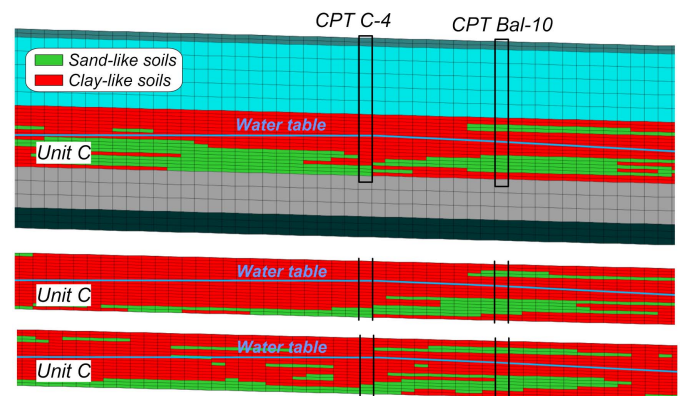 CPT C-4
CPT Bal-10
Sand-like soils
Clay-like soils
Water table
Unit C
Water table
Unit C
Water table
Unit C